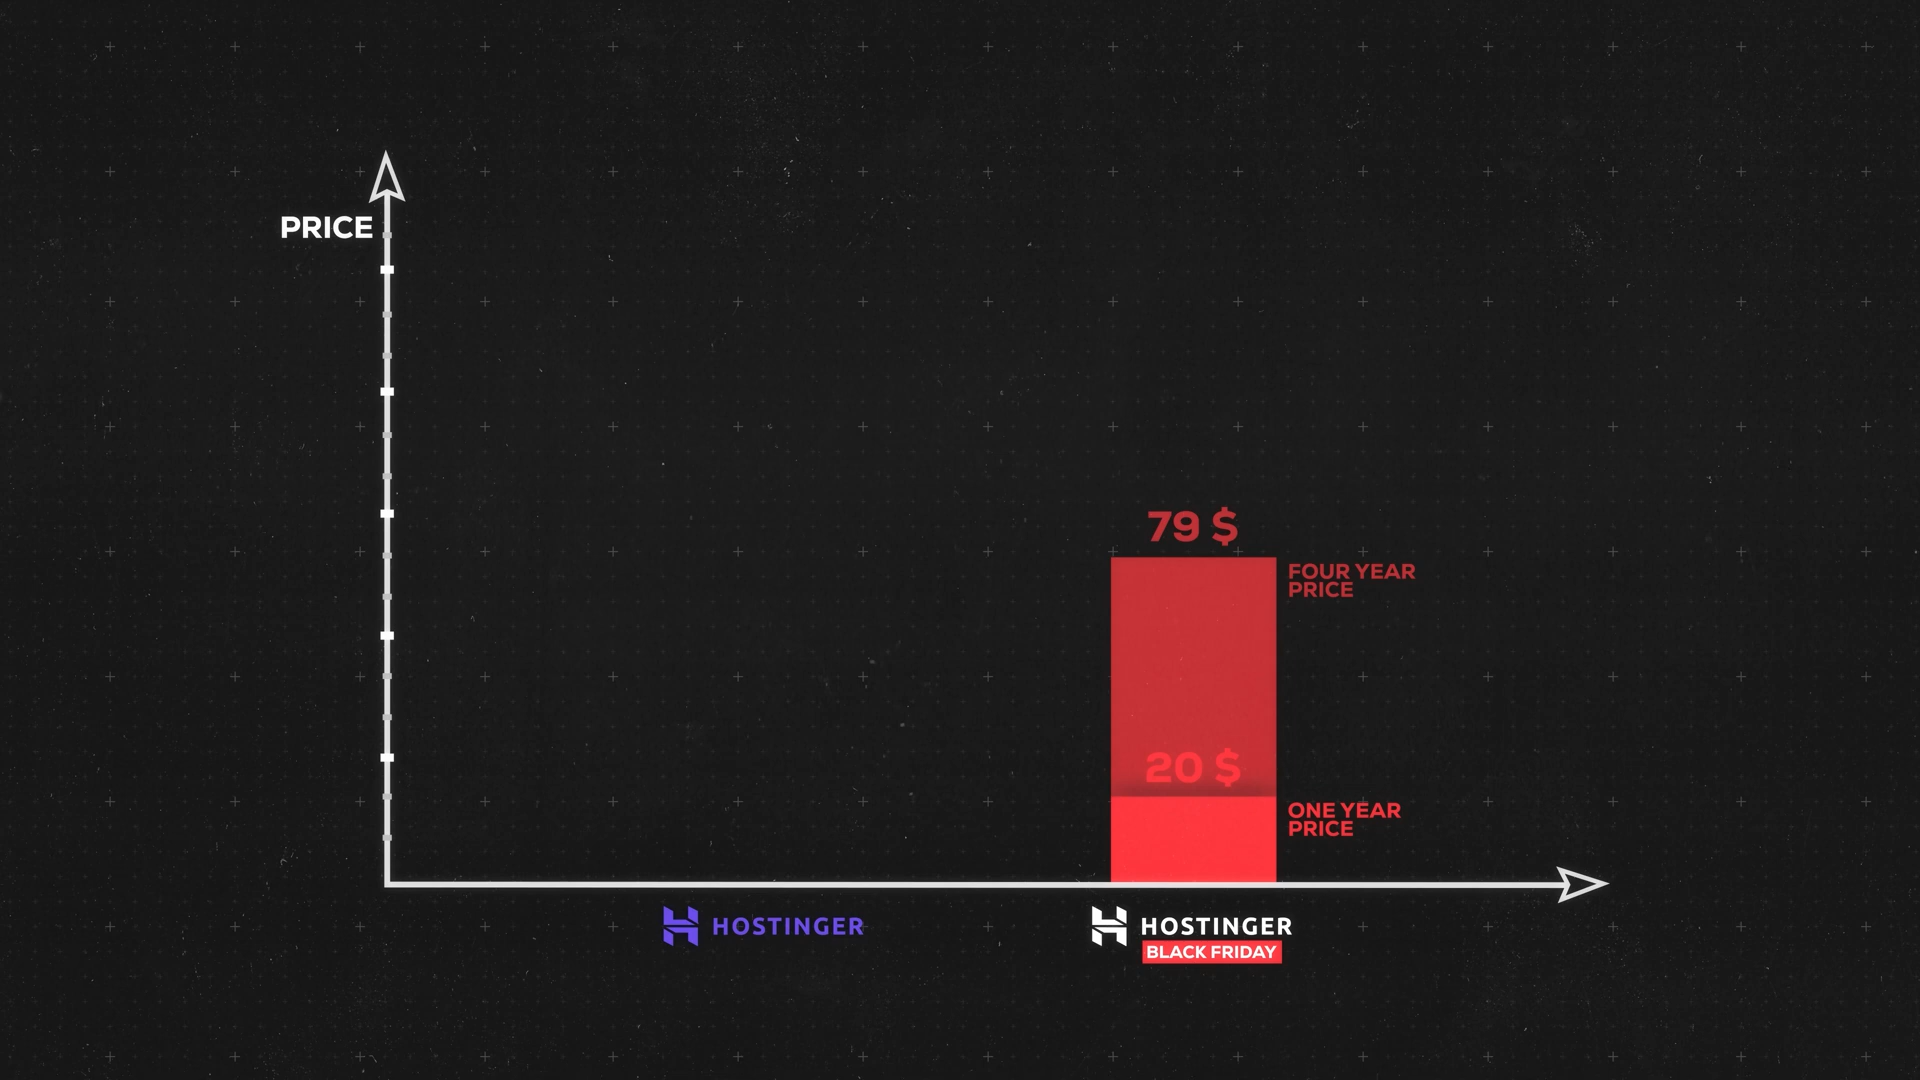 PRICE
79 $
FOUR YEAR
PRICE
20 $
ONE YEAR
PRICE
HOSTINGER
HOSTINGER
BLACK FRIDAY